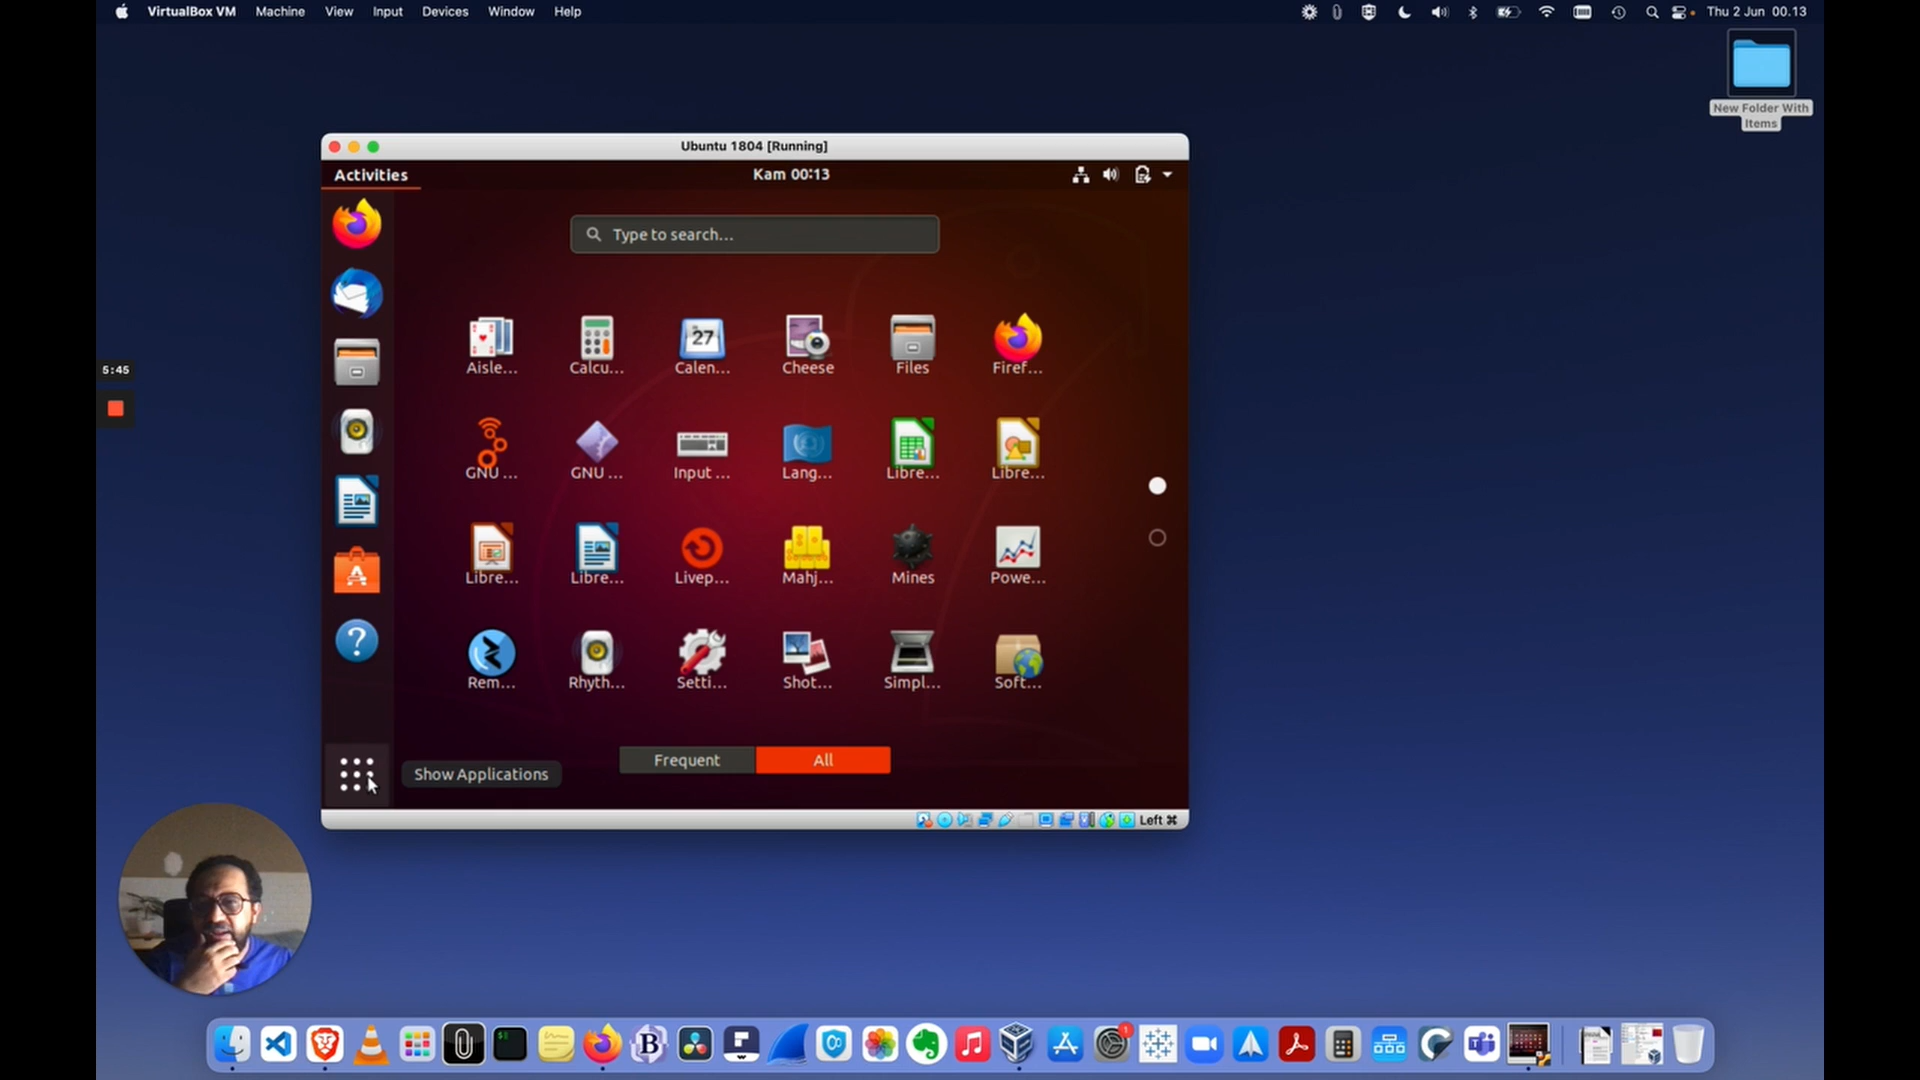 VirtualBox VM Machine View Input Devices Window Help
Thu 2 Jun 00.13
New Folder With
Items
Ubuntu 1804 [Running]
Activities
Kam 00:13
Type to search...
5:45
27
Aisle...
Calcu...
Calen...
Cheese
Files
Firef...
GNU ...
GNU ...
Input ...
Lang...
Libre...
Libre...
Libre...
Libre...
Livep...
Mahj...
Mines
Powe...
Rem...
Rhyth...
Setti...
Shot...
Simpl...
Soft...
Frequent
All
Show Applications
Left ⌘